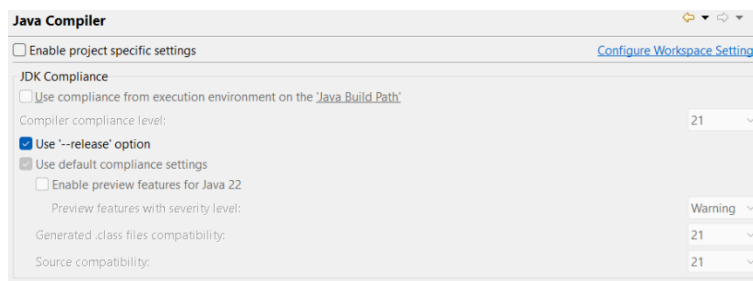 Java Compiler
Enable project specific settings
Configure Workspace Setting
JDK Compliance
Use compliance from execution environment on the 'Java Build Path'
Compiler compliance level: 21
Use '--release' option
Use default compliance settings
Enable preview features for Java 22
Preview features with severity level: Warning
Generated .class files compatibility: 21
Source compatibility: 21